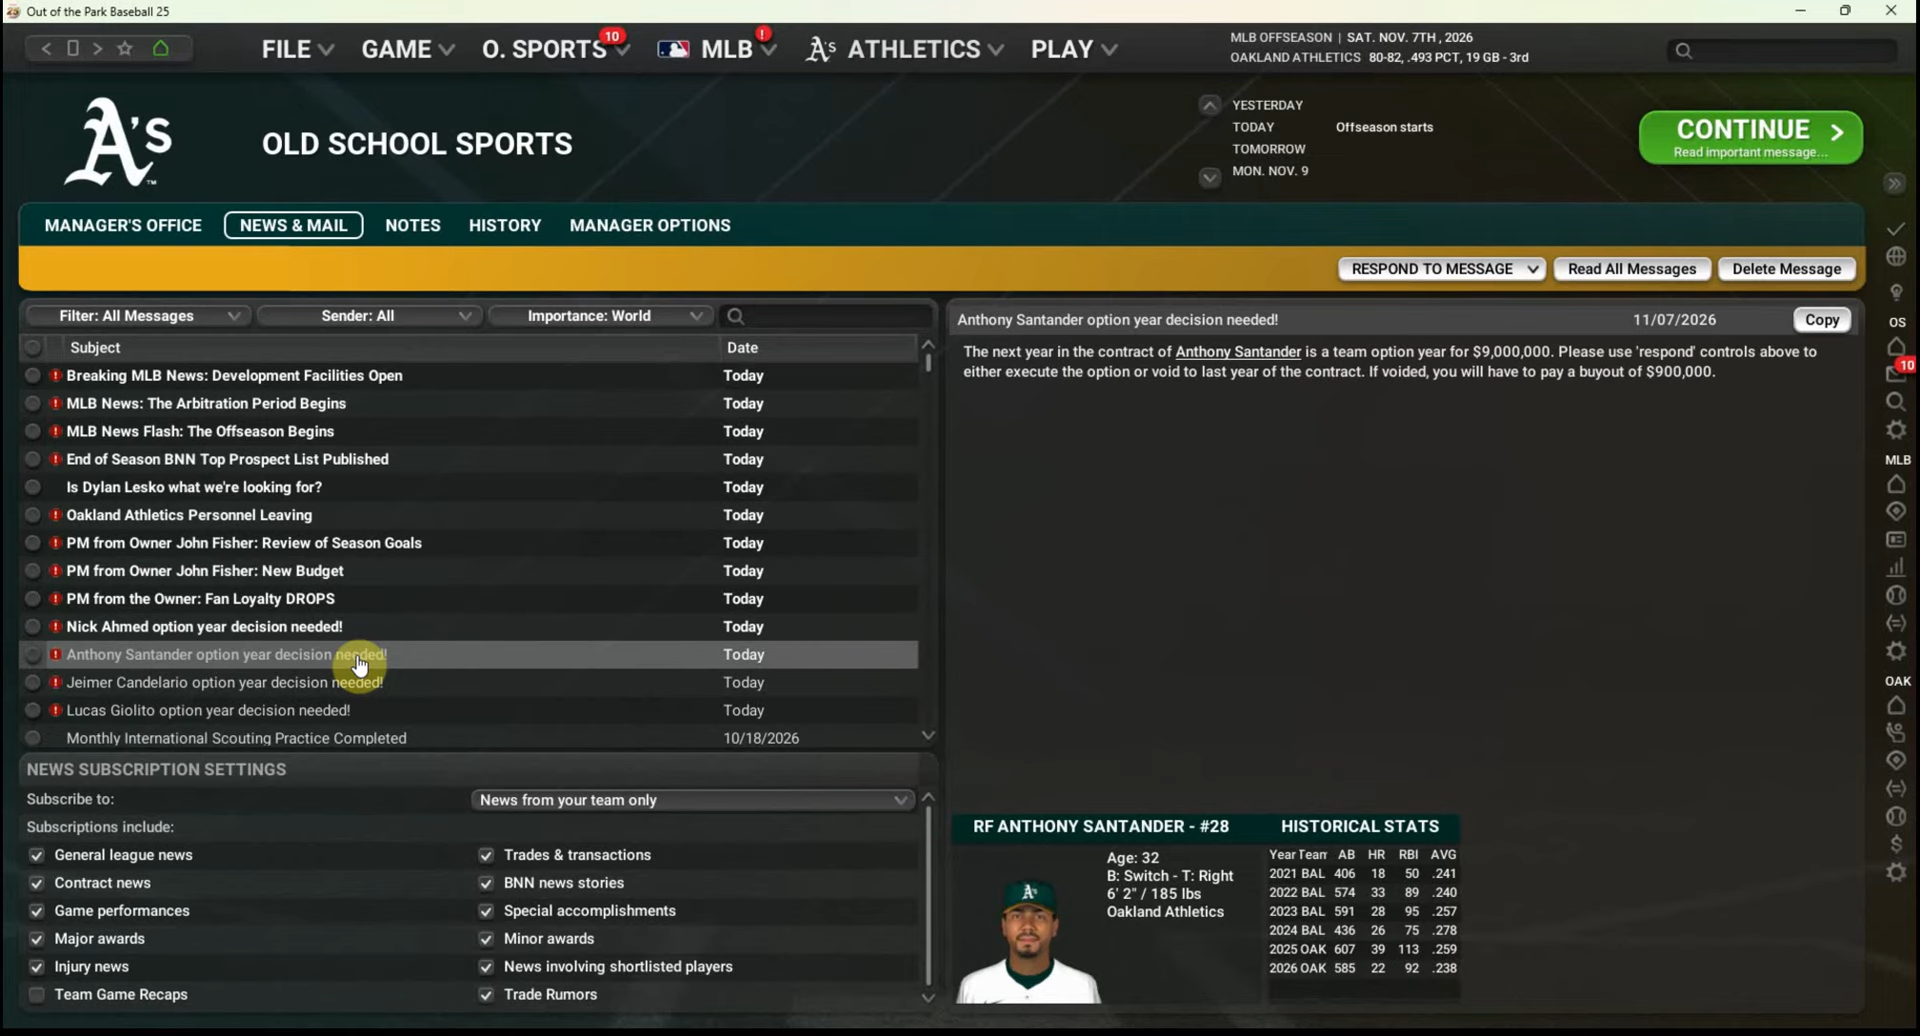 Out of the Park Baseball 25
FILE
GAME
O. SPORTS
10
MLB
!
A's ATHLETICS
PLAY
MLB OFFSEASON | SAT. NOV. 7TH , 2026
OAKLAND ATHLETICS 80-82, .493 PCT, 19 GB - 3rd
A's
TM
OLD SCHOOL SPORTS
YESTERDAY
TODAY Offseason starts
TOMORROW
MON. NOV. 9
CONTINUE
Read important message...
MANAGER'S OFFICE NEWS & MAIL NOTES HISTORY MANAGER OPTIONS
RESPOND TO MESSAGE Read All Messages Delete Message
Filter: All Messages Sender: All Importance: World
Subject Date
Breaking MLB News: Development Facilities Open Today
MLB News: The Arbitration Period Begins Today
MLB News Flash: The Offseason Begins Today
End of Season BNN Top Prospect List Published Today
Is Dylan Lesko what we're looking for? Today
Oakland Athletics Personnel Leaving Today
PM from Owner John Fisher: Review of Season Goals Today
PM from Owner John Fisher: New Budget Today
PM from the Owner: Fan Loyalty DROPS Today
Nick Ahmed option year decision needed! Today
Anthony Santander option year decision needed! Today
Jeimer Candelario option year decision needed! Today
Lucas Giolito option year decision needed! Today
Monthly International Scouting Practice Completed 10/18/2026
NEWS SUBSCRIPTION SETTINGS
Subscribe to: News from your team only
Subscriptions include:
General league news Trades & transactions
Contract news BNN news stories
Game performances Special accomplishments
Major awards Minor awards
Injury news News involving shortlisted players
Team Game Recaps Trade Rumors
Anthony Santander option year decision needed! 11/07/2026 Copy
The next year in the contract of Anthony Santander is a team option year for $9,000,000. Please use 'respond' controls above to
either execute the option or void to last year of the contract. If voided, you will have to pay a buyout of $900,000.
RF ANTHONY SANTANDER - #28
Age: 32
B: Switch - T: Right
6' 2" / 185 lbs
Oakland Athletics
HISTORICAL STATS
Year Team AB HR RBI AVG
2021 BAL 406 18 50 .241
2022 BAL 574 33 89 .240
2023 BAL 591 28 95 .257
2024 BAL 436 26 75 .278
2025 OAK 607 39 113 .259
2026 OAK 585 22 92 .238
OS
10
MLB
OAK